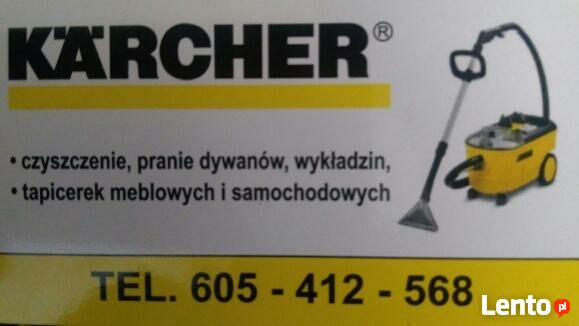 KÄRCHER®
• czyszczenie, pranie dywanów, wykładzin,
• tapicerek meblowych i samochodowych
TEL. 605 - 412 - 568
Lento.pl